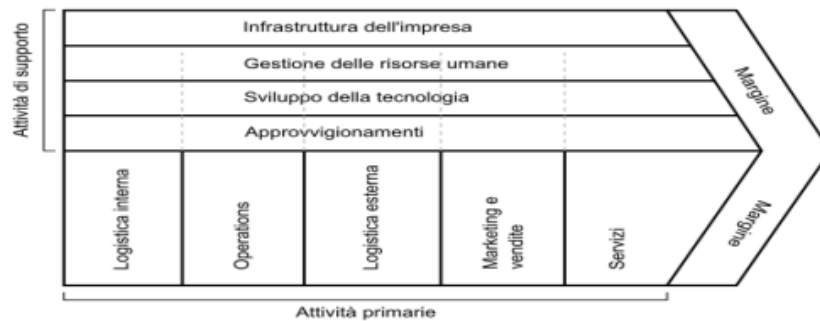 Infrastruttura dell'impresa
Gestione delle risorse umane
Sviluppo della tecnologia
Approvvigionamenti
Attività di supporto
Margine
Margine
Logistica interna
Operations
Logistica esterna
Marketing e
vendite
Servizi
Attività primarie